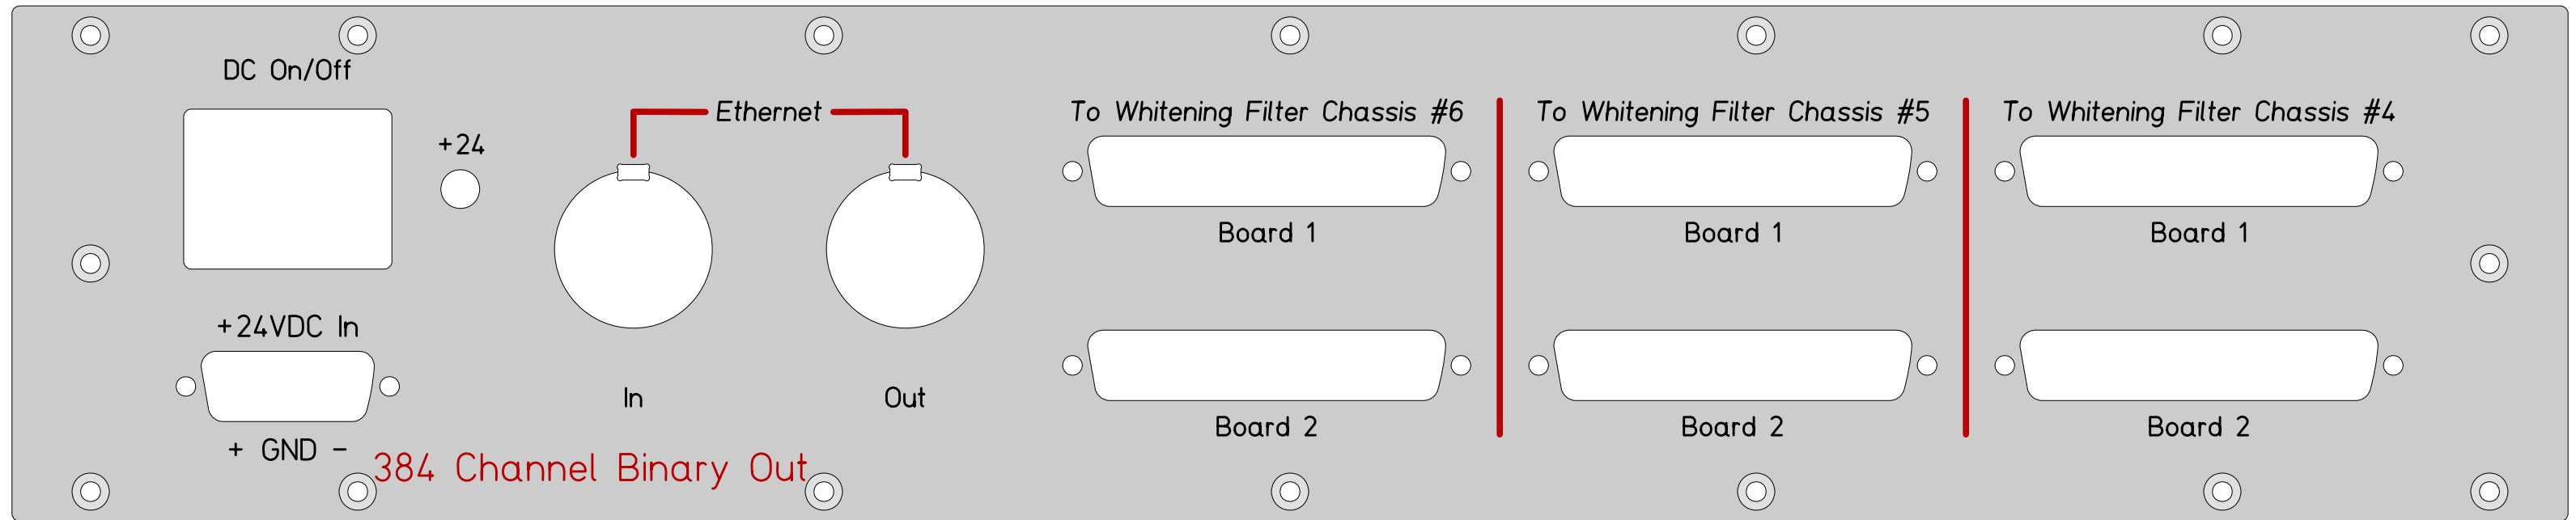 DC On/Off
+24
+24VDC In
+ GND -
384 Channel Binary Out
Ethernet
In
Out
To Whitening Filter Chassis #6
Board 1
Board 2
To Whitening Filter Chassis #5
Board 1
Board 2
To Whitening Filter Chassis #4
Board 1
Board 2